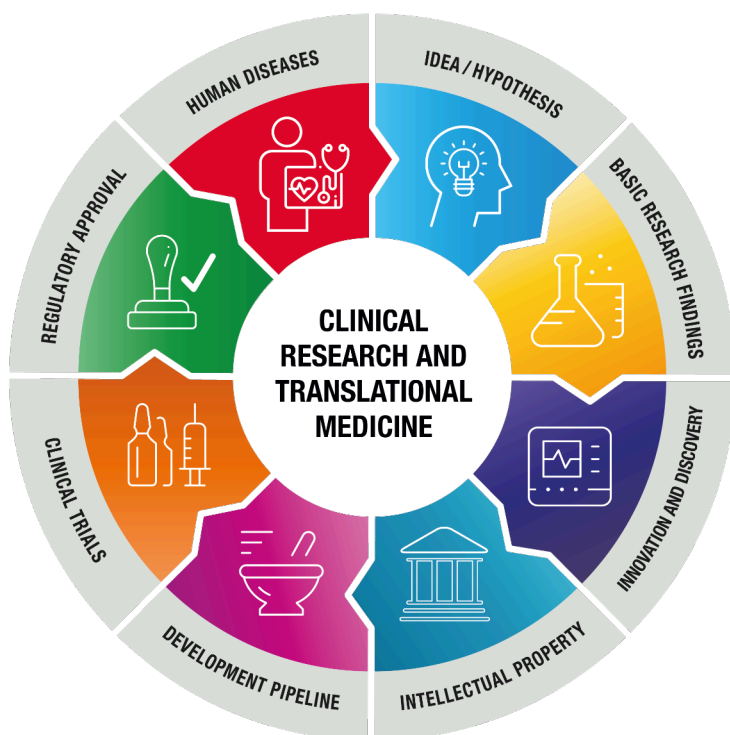 HUMAN DISEASES
IDEA / HYPOTHESIS
BASIC RESEARCH FINDINGS
INNOVATION AND DISCOVERY
INTELLECTUAL PROPERTY
DEVELOPMENT PIPELINE
CLINICAL TRIALS
REGULATORY APPROVAL
CLINICAL
RESEARCH AND
TRANSLATIONAL
MEDICINE